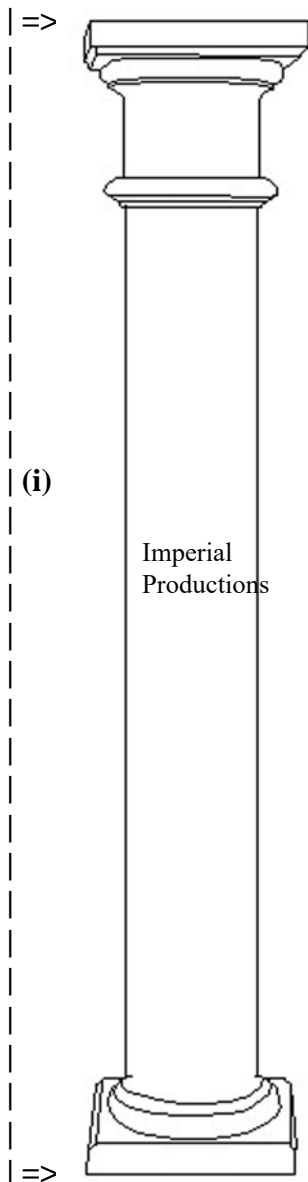 =>
(i)
Imperial
Productions
=>